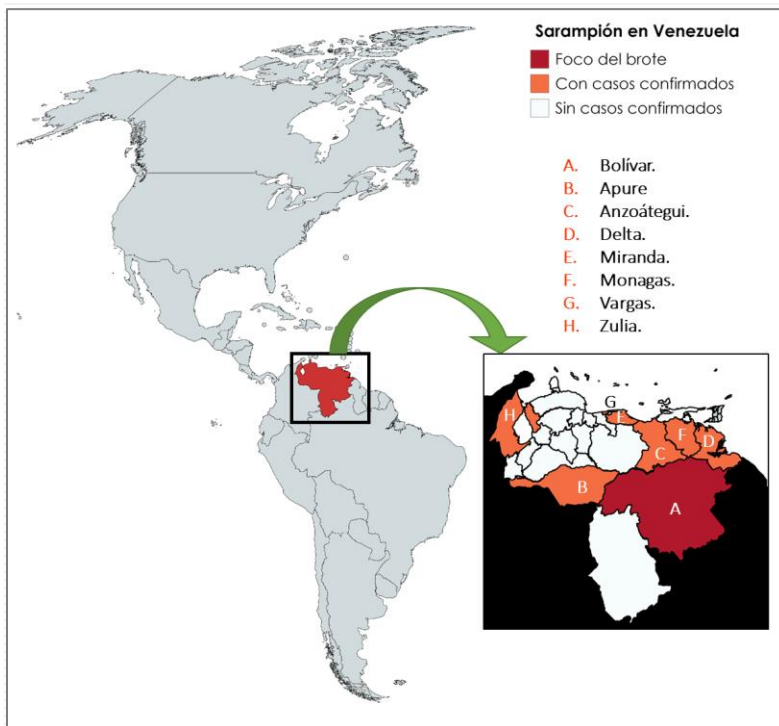 Sarampión en Venezuela
Foco del brote
Con casos confirmados
Sin casos confirmados
A. Bolívar.
B. Apure
C. Anzoátegui.
D. Delta.
E. Miranda.
F. Monagas.
G. Vargas.
H. Zulia.
G
H
E
F
D
C
B
A